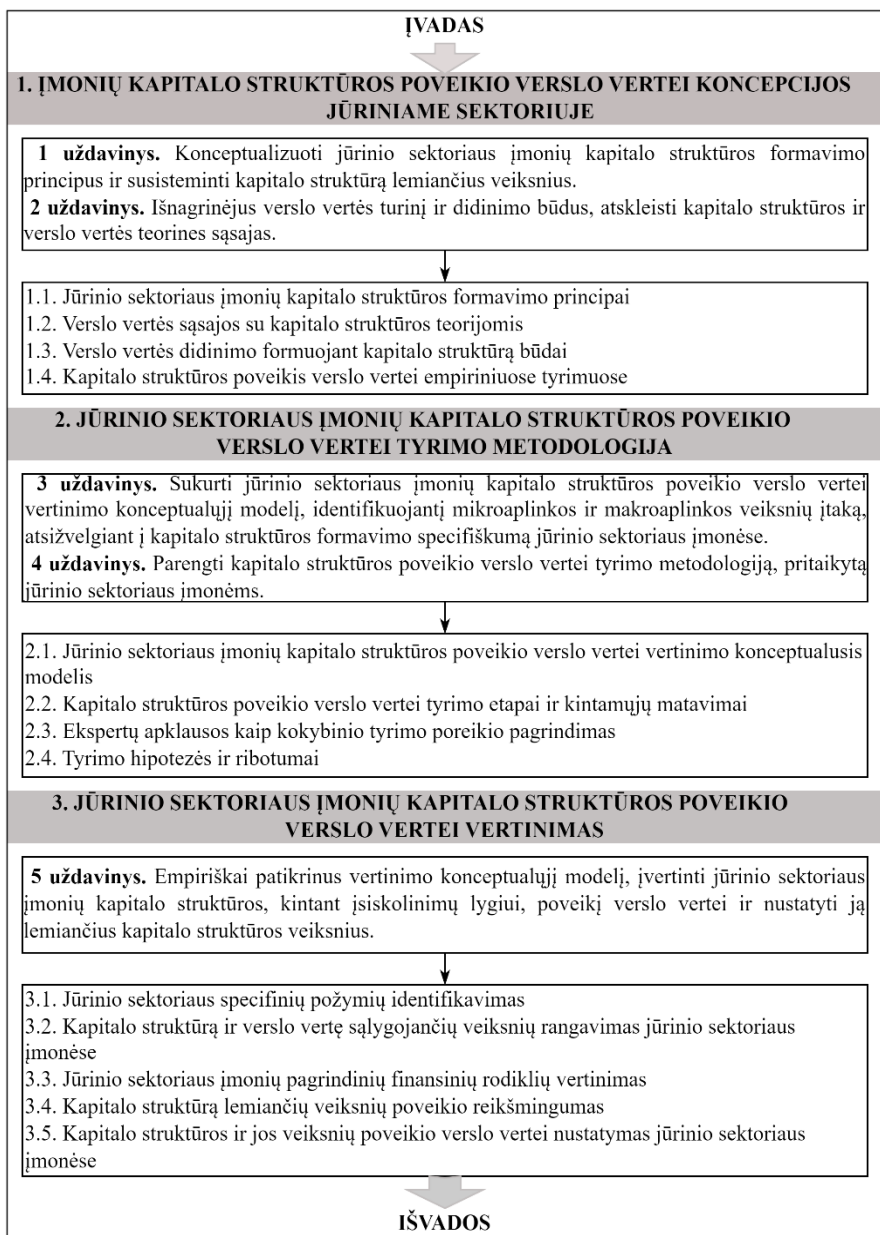 ĮVADAS
1. ĮMONIŲ KAPITALO STRUKTŪROS POVEIKIO VERSLO VERTEI KONCEPCIJOS
JŪRINIAME SEKTORIUJE
1 uždavinys. Konceptualizuoti jūrinio sektoriaus įmonių kapitalo struktūros formavimo
principus ir susisteminti kapitalo struktūrą lemiančius veiksnius.
2 uždavinys. Išnagrinėjus verslo vertės turinį ir didinimo būdus, atskleisti kapitalo struktūros ir
verslo vertės teorines sąsajas.
1.1. Jūrinio sektoriaus įmonių kapitalo struktūros formavimo principai
1.2. Verslo vertės sąsajos su kapitalo struktūros teorijomis
1.3. Verslo vertės didinimo formuojant kapitalo struktūrą būdai
1.4. Kapitalo struktūros poveikis verslo vertei empiriniuose tyrimuose
2. JŪRINIO SEKTORIAUS ĮMONIŲ KAPITALO STRUKTŪROS POVEIKIO
VERSLO VERTEI TYRIMO METODOLOGIJA
3 uždavinys. Sukurti jūrinio sektoriaus įmonių kapitalo struktūros poveikio verslo vertei
vertinimo konceptualųjį modelį, identifikuojantį mikroaplinkos ir makroaplinkos veiksnių įtaką,
atsižvelgiant į kapitalo struktūros formavimo specifiškumą jūrinio sektoriaus įmonėse.
4 uždavinys. Parengti kapitalo struktūros poveikio verslo vertei tyrimo metodologiją, pritaikytą
jūrinio sektoriaus įmonėms.
2.1. Jūrinio sektoriaus įmonių kapitalo struktūros poveikio verslo vertei vertinimo konceptualusis
modelis
2.2. Kapitalo struktūros poveikio verslo vertei tyrimo etapai ir kintamųjų matavimai
2.3. Ekspertų apklausos kaip kokybinio tyrimo poreikio pagrindimas
2.4. Tyrimo hipotezės ir ribotumai
3. JŪRINIO SEKTORIAUS ĮMONIŲ KAPITALO STRUKTŪROS POVEIKIO
VERSLO VERTEI VERTINIMAS
5 uždavinys. Empiriškai patikrinus vertinimo konceptualųjį modelį, įvertinti jūrinio sektoriaus
įmonių kapitalo struktūros, kintant įsiskolinimų lygiui, poveikį verslo vertei ir nustatyti ją
lemiančius kapitalo struktūros veiksnius.
3.1. Jūrinio sektoriaus specifinių požymių identifikavimas
3.2. Kapitalo struktūrą ir verslo vertę sąlygojančių veiksnių rangavimas jūrinio sektoriaus
įmonėse
3.3. Jūrinio sektoriaus įmonių pagrindinių finansinių rodiklių vertinimas
3.4. Kapitalo struktūrą lemiančių veiksnių poveikio reikšmingumas
3.5. Kapitalo struktūros ir jos veiksnių poveikio verslo vertei nustatymas jūrinio sektoriaus
įmonėse
IŠVADOS